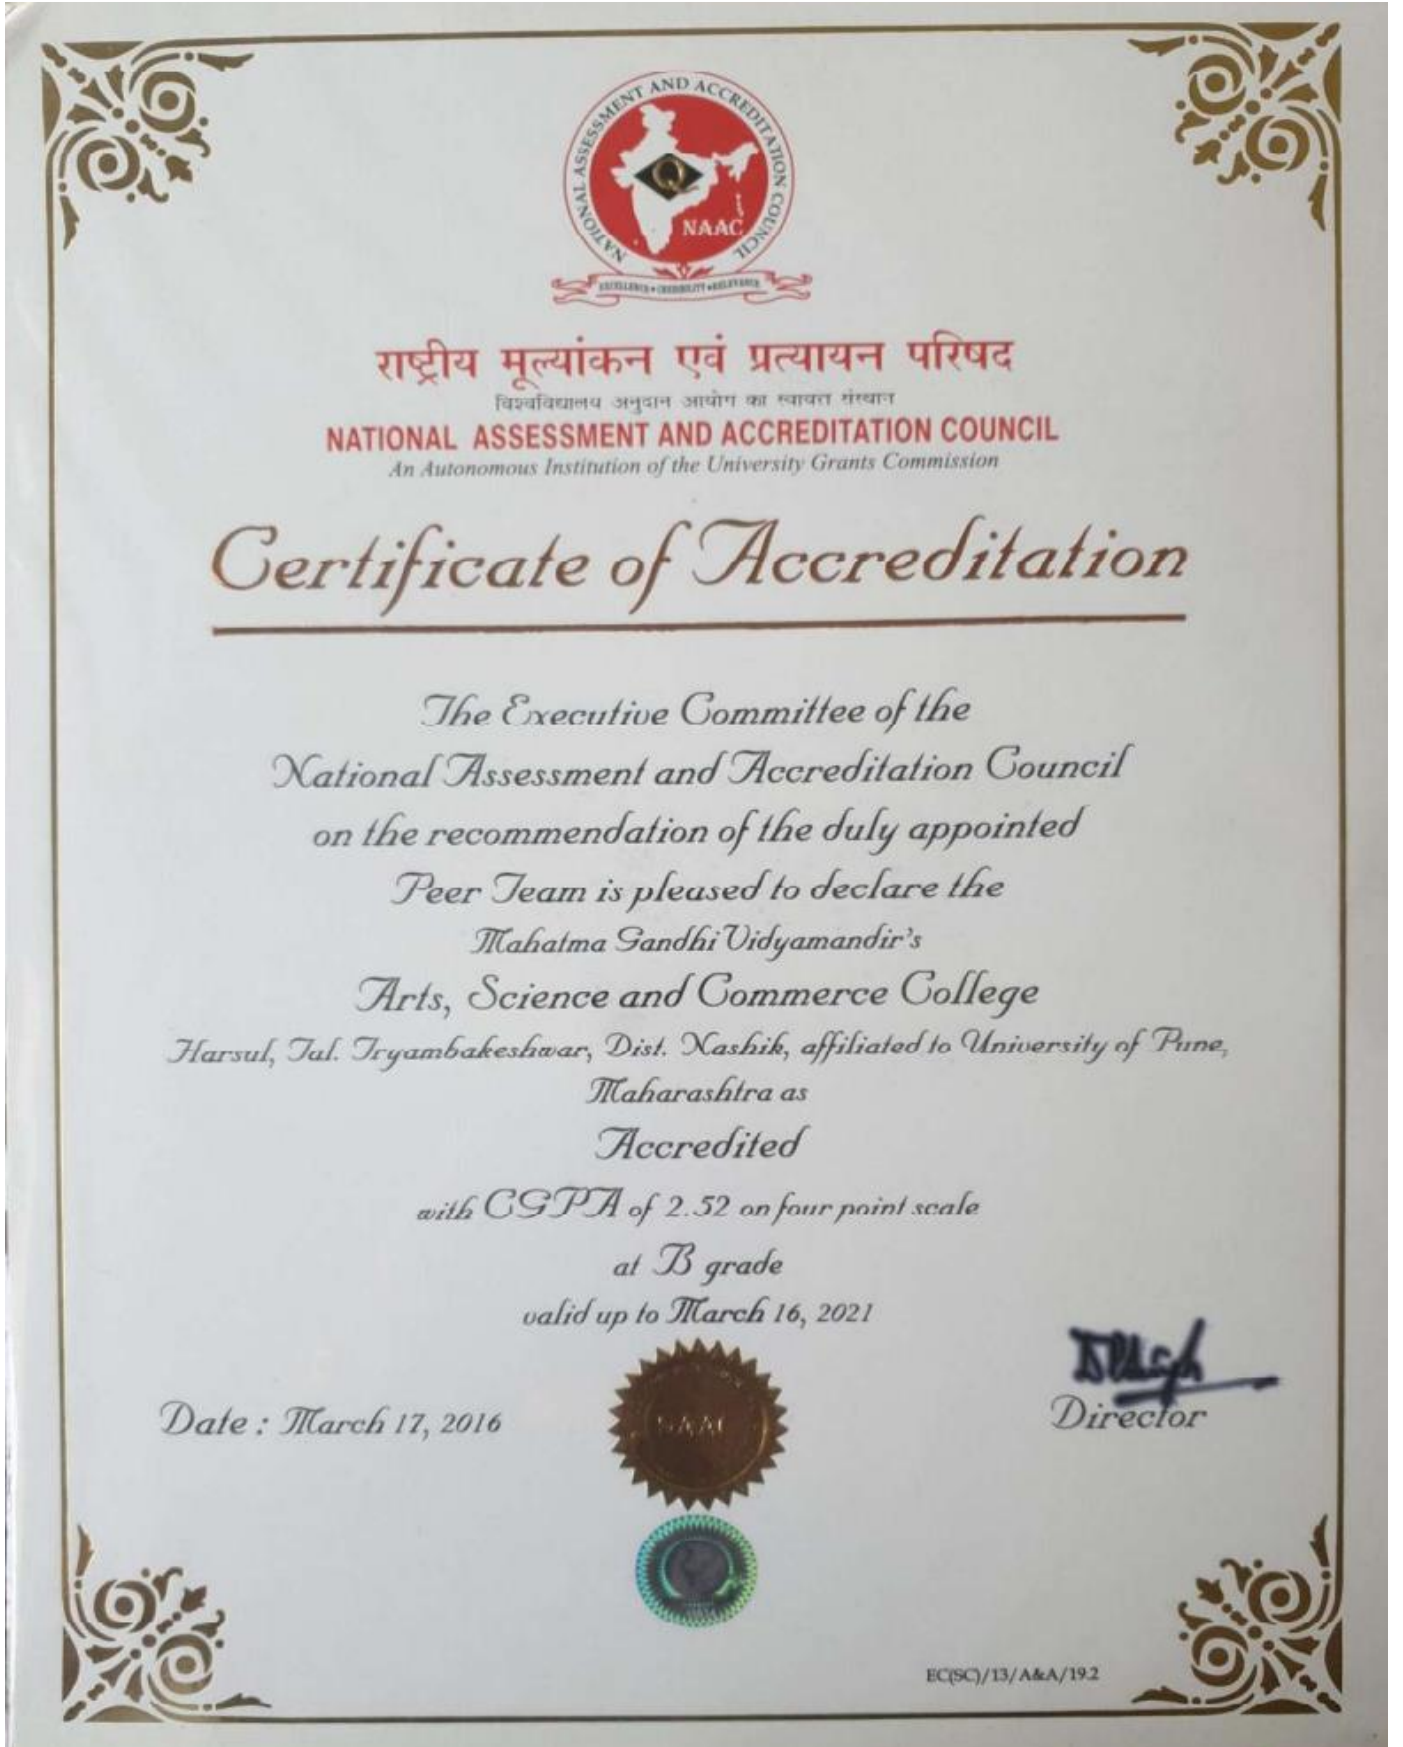 NATIONAL ASSESSMENT AND ACCREDITATION COUNCIL
Q
NAAC
EXCELLENCE • CREDIBILITY • RELEVANCE
राष्ट्रीय मूल्यांकन एवं प्रत्यायन परिषद
विश्वविद्यालय अनुदान आयोग का स्वायत्त संस्थान
NATIONAL ASSESSMENT AND ACCREDITATION COUNCIL
An Autonomous Institution of the University Grants Commission
Certificate of Accreditation
The Executive Committee of the
National Assessment and Accreditation Council
on the recommendation of the duly appointed
Peer Team is pleased to declare the
Mahatma Gandhi Vidyamandir's
Arts, Science and Commerce College
Harsul, Tal. Tryambakeshwar, Dist. Nashik, affiliated to University of Pune,
Maharashtra as
Accredited
with CGPA of 2.52 on four point scale
at B grade
valid up to March 16, 2021
Date : March 17, 2016
Director
NAAC
EC(SC)/13/A&A/19.2